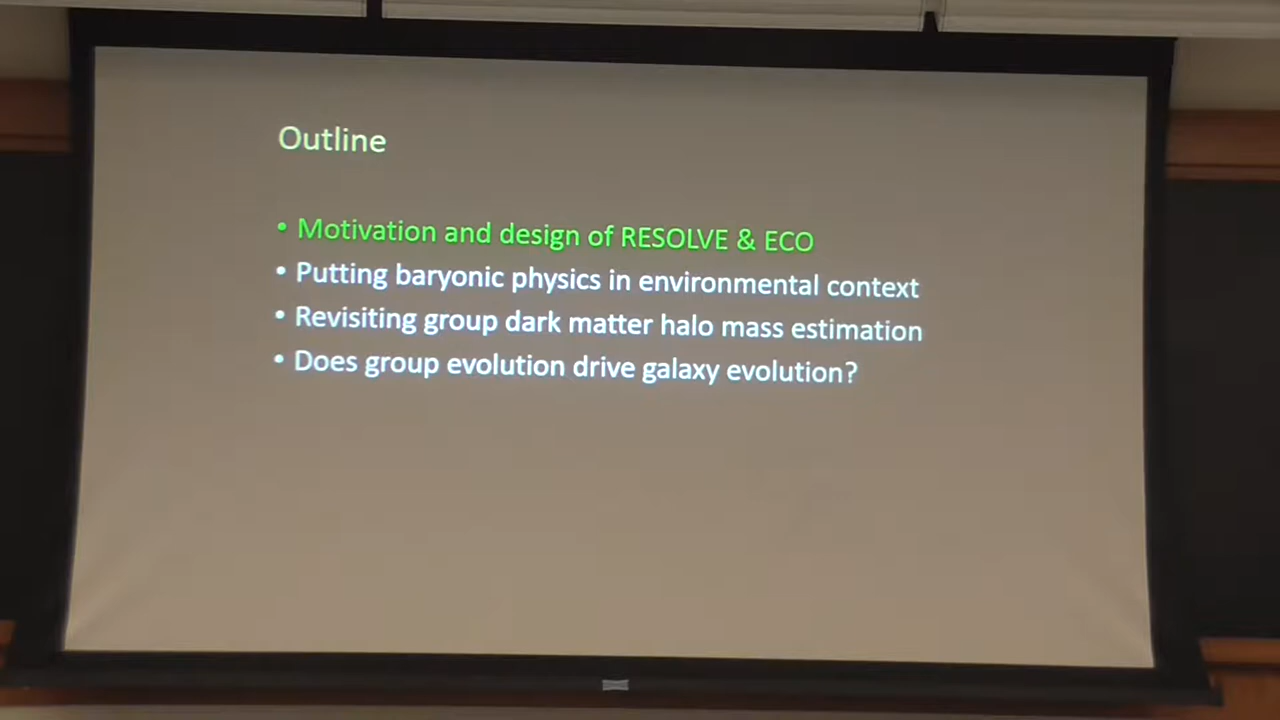 Outline
• Motivation and design of RESOLVE & ECO
• Putting baryonic physics in environmental context
• Revisiting group dark matter halo mass estimation
• Does group evolution drive galaxy evolution?